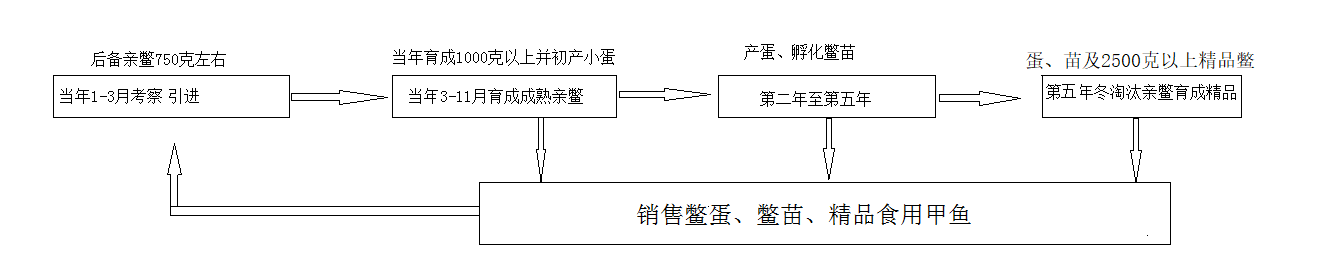 后备亲鳖750克左右
当年1-3月考察 引进
当年育成1000克以上并初产小蛋
当年3-11月育成成熟亲鳖
产蛋、孵化鳖苗
第二年至第五年
蛋、苗及2500克以上精品鳖
第五年冬淘汰亲鳖育成精品
销售鳖蛋、鳖苗、精品食用甲鱼